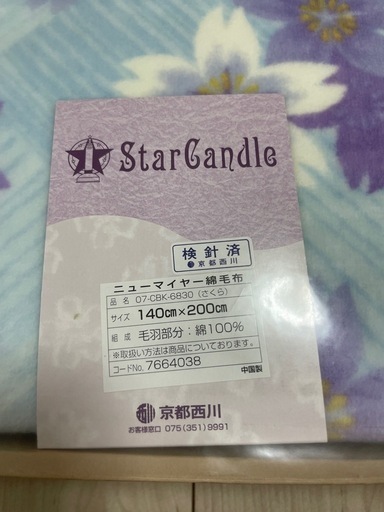 StarCandle
検針済
京都西川
ニューマイヤー綿毛布
品 名 07-CBK-6830(さくら)
サイズ 140cm×200cm
組 成 毛羽部分:綿100%
※取扱い方法は商品についております。
コードNo. 7664038
中国製
京都西川
お客様窓口 075(351)9991